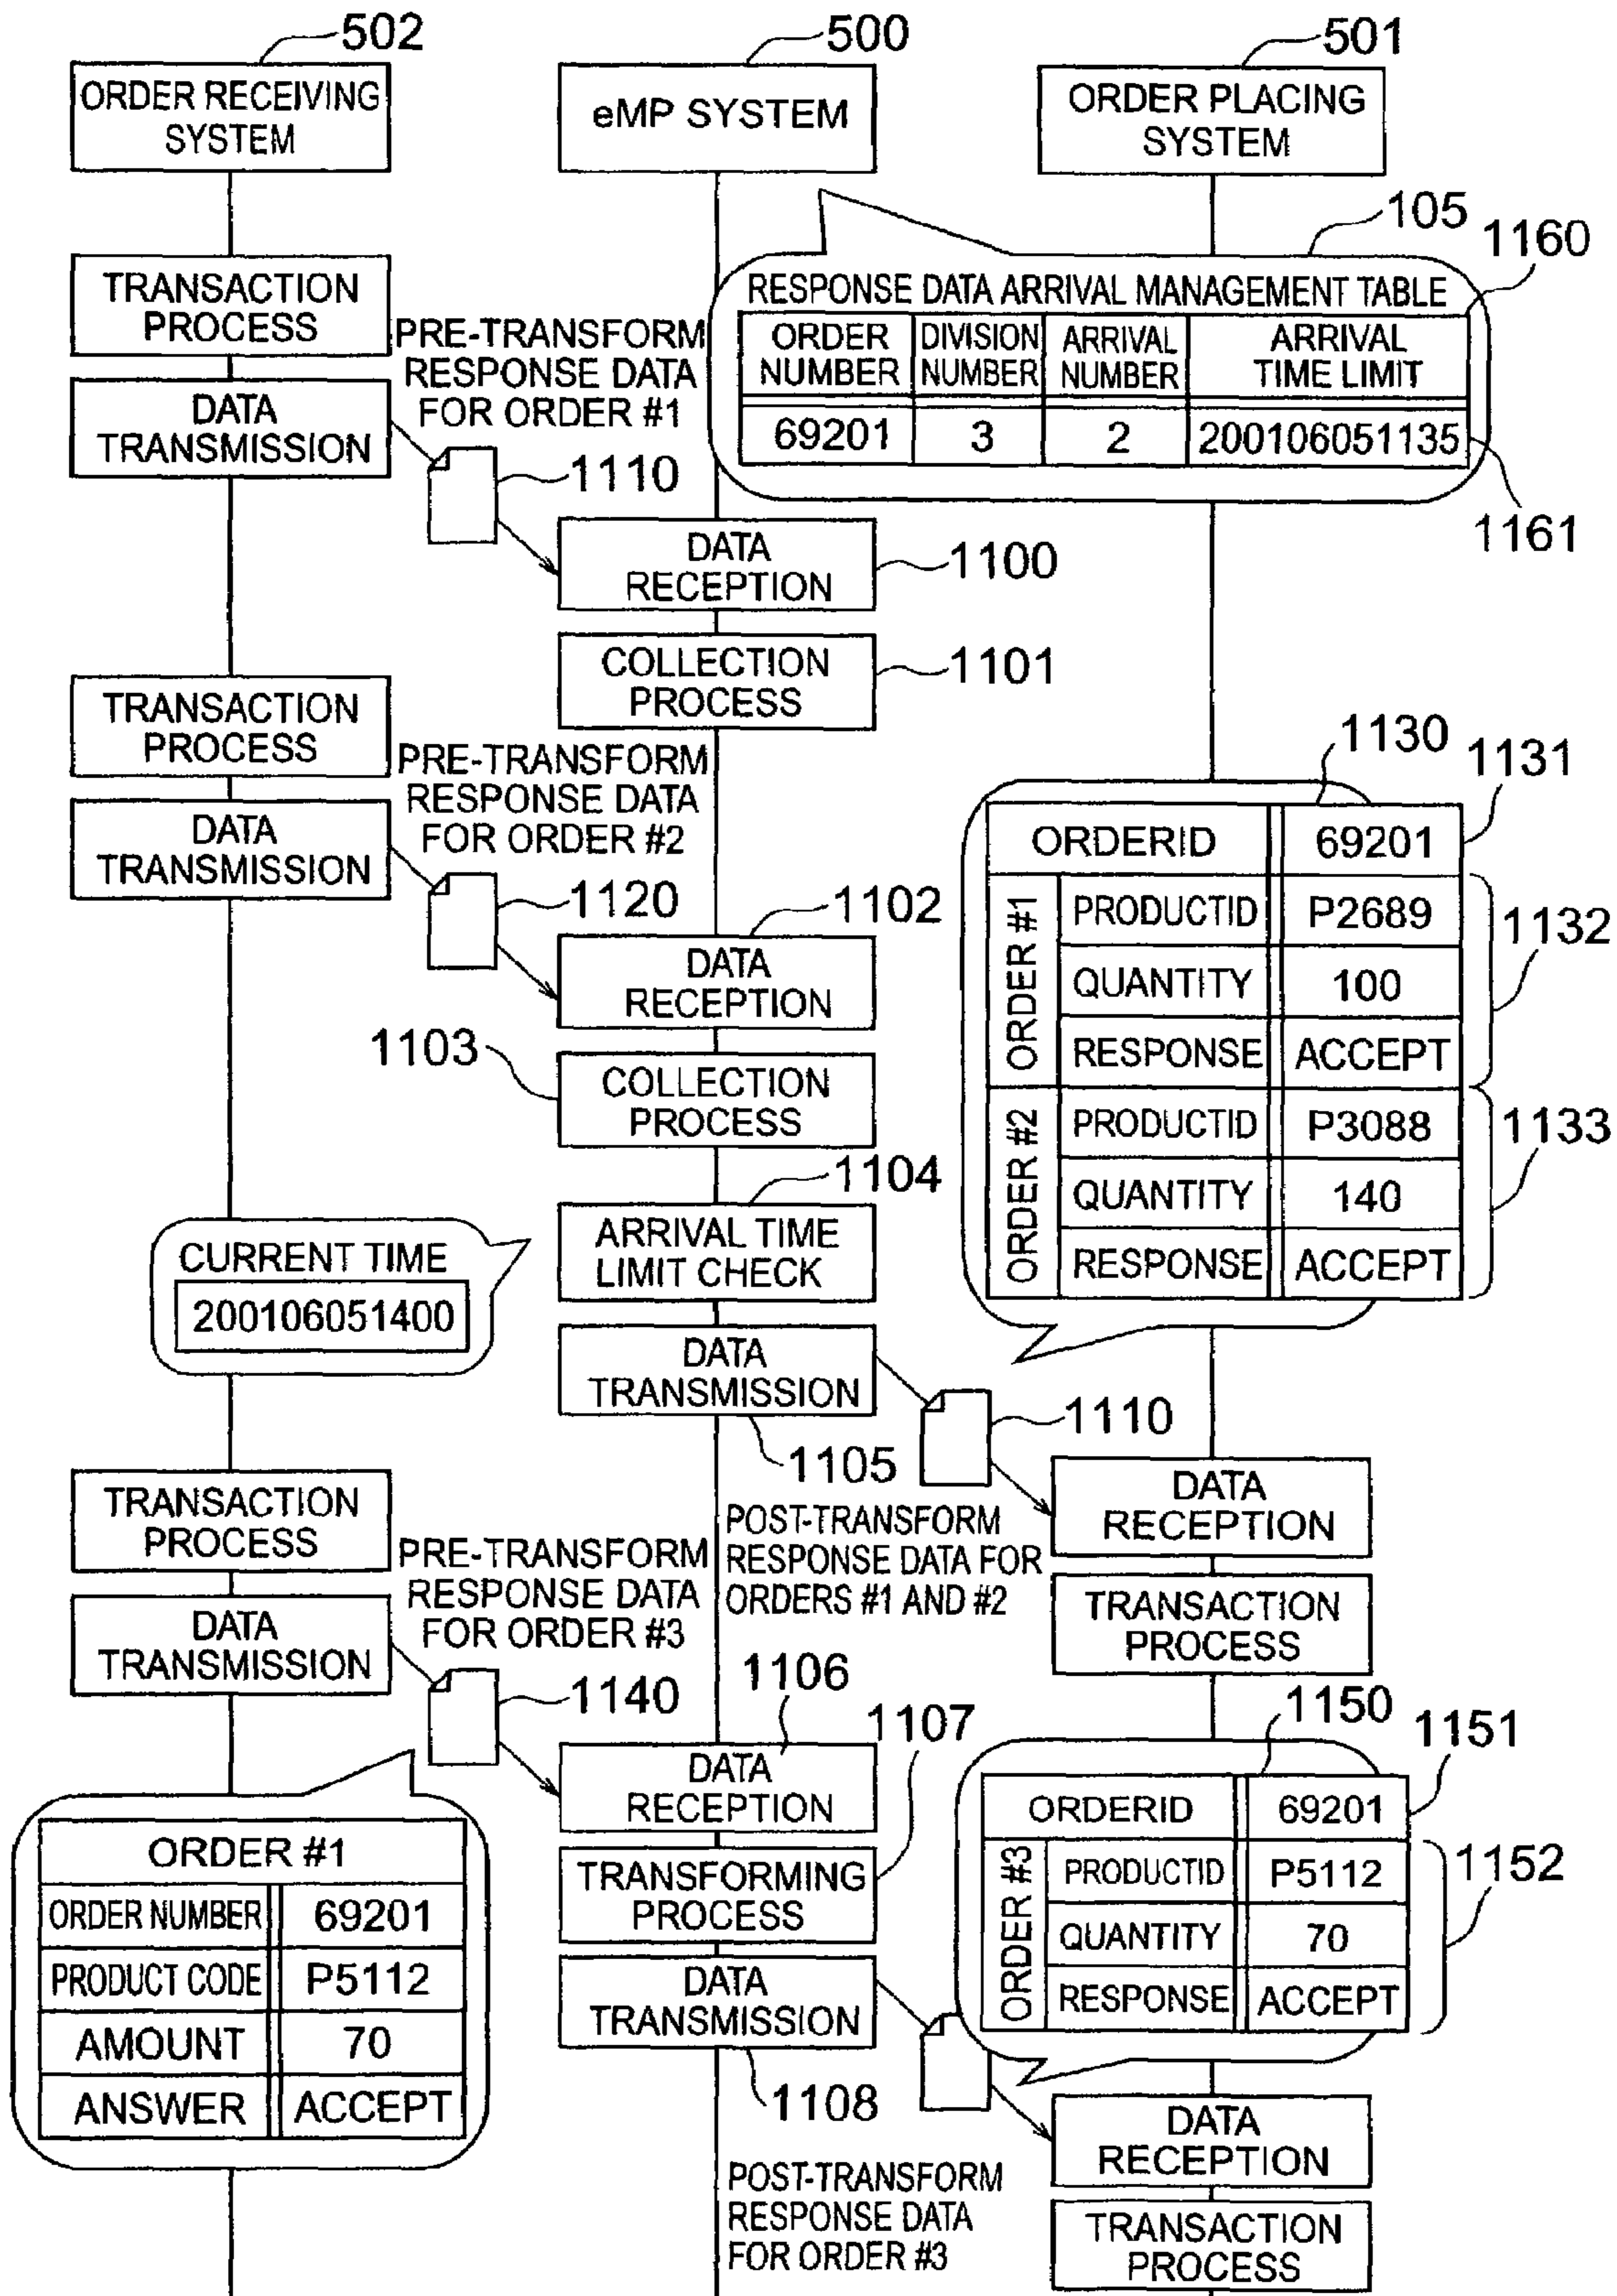 502
500
501
ORDER RECEIVING
SYSTEM
eMP SYSTEM
ORDER PLACING
SYSTEM
105
1160
RESPONSE DATA ARRIVAL MANAGEMENT TABLE
ORDER
NUMBER
DIVISION
NUMBER
ARRIVAL
NUMBER
ARRIVAL
TIME LIMIT
69201
3
2
200106051135
1161
TRANSACTION
PROCESS
DATA
TRANSMISSION
PRE-TRANSFORM
RESPONSE DATA
FOR ORDER #1
1110
DATA
RECEPTION
1100
COLLECTION
PROCESS
1101
TRANSACTION
PROCESS
DATA
TRANSMISSION
PRE-TRANSFORM
RESPONSE DATA
FOR ORDER #2
1120
1102
DATA
RECEPTION
1103
COLLECTION
PROCESS
1130
1131
ORDERID
69201
ORDER #1
PRODUCTID
P2689
QUANTITY
100
RESPONSE
ACCEPT
1132
ORDER #2
PRODUCTID
P3088
QUANTITY
140
RESPONSE
ACCEPT
1133
1104
ARRIVAL TIME
LIMIT CHECK
CURRENT TIME
200106051400
DATA
TRANSMISSION
1105
1110
POST-TRANSFORM
RESPONSE DATA FOR
ORDERS #1 AND #2
DATA
RECEPTION
TRANSACTION
PROCESS
TRANSACTION
PROCESS
DATA
TRANSMISSION
PRE-TRANSFORM
RESPONSE DATA
FOR ORDER #3
1140
1106
DATA
RECEPTION
1107
TRANSFORMING
PROCESS
DATA
TRANSMISSION
1108
ORDER #1
ORDER NUMBER
69201
PRODUCT CODE
P5112
AMOUNT
70
ANSWER
ACCEPT
1150
1151
ORDERID
69201
ORDER #3
PRODUCTID
P5112
QUANTITY
70
RESPONSE
ACCEPT
1152
POST-TRANSFORM
RESPONSE DATA
FOR ORDER #3
DATA
RECEPTION
TRANSACTION
PROCESS